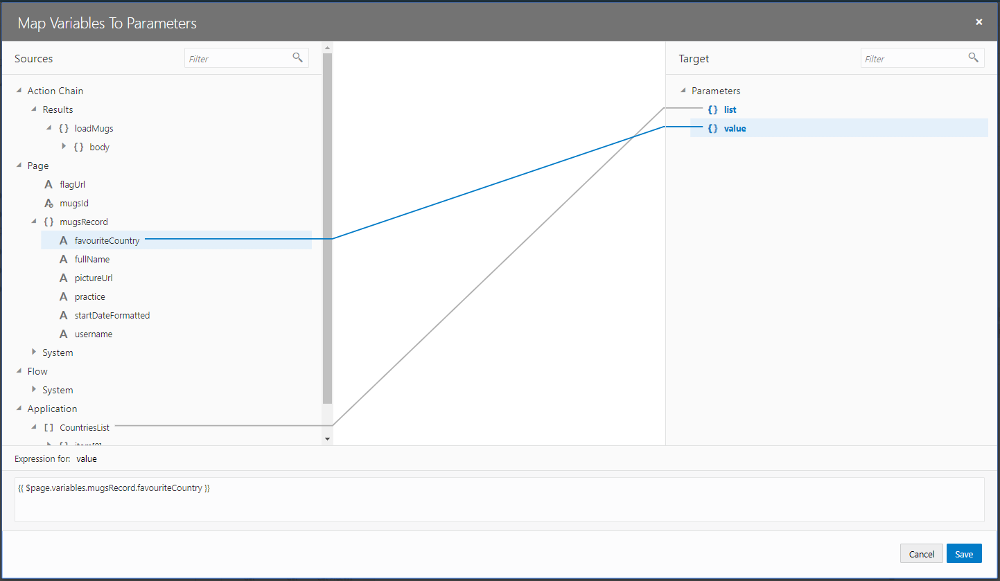 Map Variables To Parameters
Sources
Filter
Target
Filter
Action Chain
Results
{ } loadMugs
{ } body
Page
A flagUrl
A mugsId
{ } mugsRecord
A favouriteCountry
A fullName
A pictureUrl
A practice
A startDateFormatted
A username
System
Flow
System
Application
[ ] CountriesList
{ } item[0]
Parameters
{ } list
{ } value
Expression for: value
{{ $page.variables.mugsRecord.favouriteCountry }}
Cancel
Save